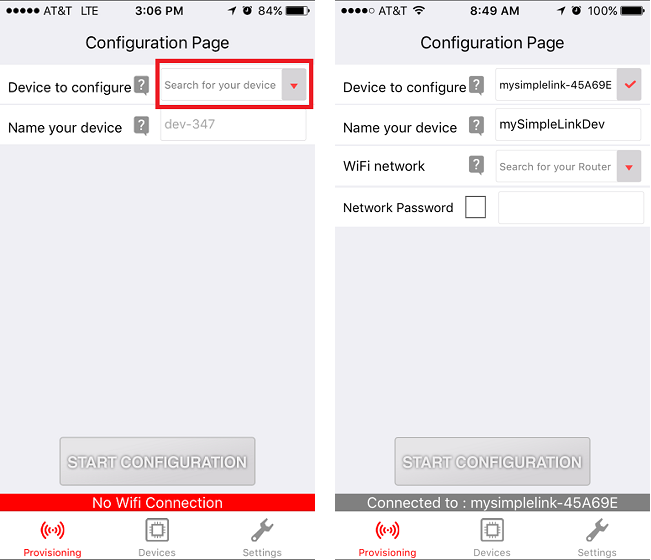 AT&T LTE 3:06 PM 84%
Configuration Page
Device to configure ? Search for your device
Name your device ? dev-347
START CONFIGURATION
No Wifi Connection
Provisioning Devices Settings
AT&T 8:49 AM 100%
Configuration Page
Device to configure ? mysimplelink-45A69E
Name your device ? mySimpleLinkDev
WiFi network ? Search for your Router
Network Password
START CONFIGURATION
Connected to : mysimplelink-45A69E
Provisioning Devices Settings